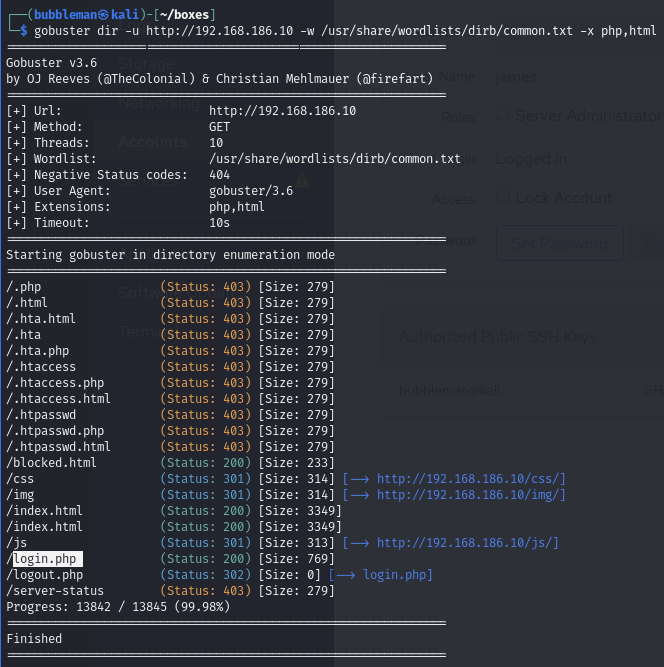 (bubbleman㉿kali)-[~/boxes]
$ gobuster dir -u http://192.168.186.10 -w /usr/share/wordlists/dirb/common.txt -x php,html
===============================================================
Gobuster v3.6
by OJ Reeves (@TheColonial) & Christian Mehlmauer (@firefart)
===============================================================
[+] Url: http://192.168.186.10
[+] Method: GET
[+] Threads: 10
[+] Wordlist: /usr/share/wordlists/dirb/common.txt
[+] Negative Status codes: 404
[+] User Agent: gobuster/3.6
[+] Extensions: php,html
[+] Timeout: 10s
===============================================================
Starting gobuster in directory enumeration mode
===============================================================
/.php (Status: 403) [Size: 279]
/.html (Status: 403) [Size: 279]
/.hta.html (Status: 403) [Size: 279]
/.hta (Status: 403) [Size: 279]
/.hta.php (Status: 403) [Size: 279]
/.htaccess (Status: 403) [Size: 279]
/.htaccess.php (Status: 403) [Size: 279]
/.htaccess.html (Status: 403) [Size: 279]
/.htpasswd (Status: 403) [Size: 279]
/.htpasswd.php (Status: 403) [Size: 279]
/.htpasswd.html (Status: 403) [Size: 279]
/blocked.html (Status: 200) [Size: 233]
/css (Status: 301) [Size: 314] [--> http://192.168.186.10/css/]
/img (Status: 301) [Size: 314] [--> http://192.168.186.10/img/]
/index.html (Status: 200) [Size: 3349]
/index.html (Status: 200) [Size: 3349]
/js (Status: 301) [Size: 313] [--> http://192.168.186.10/js/]
/login.php (Status: 200) [Size: 769]
/logout.php (Status: 302) [Size: 0] [--> login.php]
/server-status (Status: 403) [Size: 279]
Progress: 13842 / 13845 (99.98%)
===============================================================
Finished
===============================================================
Storage
Networking
Accounts
Name james
Roles Server Administrator
Logged In
Access Lock Account
Set Password
Authorized Public SSH Keys
bubbleman@kali